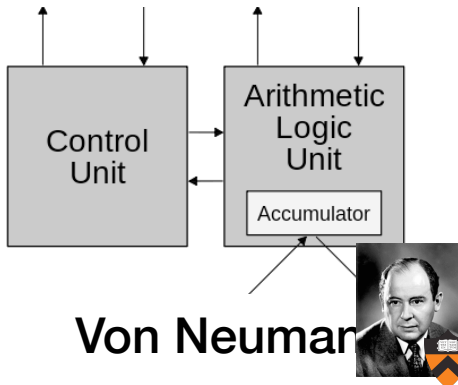 Control
Unit
Arithmetic
Logic
Unit
Accumulator
Von Neuman